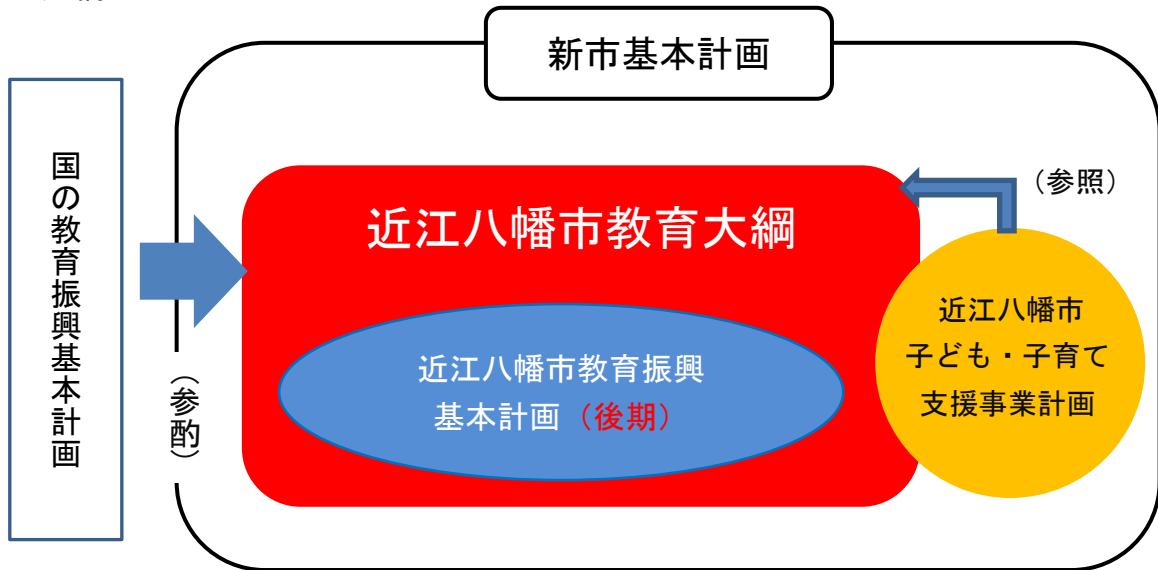 新市基本計画
国の教育振興基本計画
(参酌)
近江八幡市教育大綱
(参照)
近江八幡市教育振興
基本計画(後期)
近江八幡市
子ども・子育て
支援事業計画